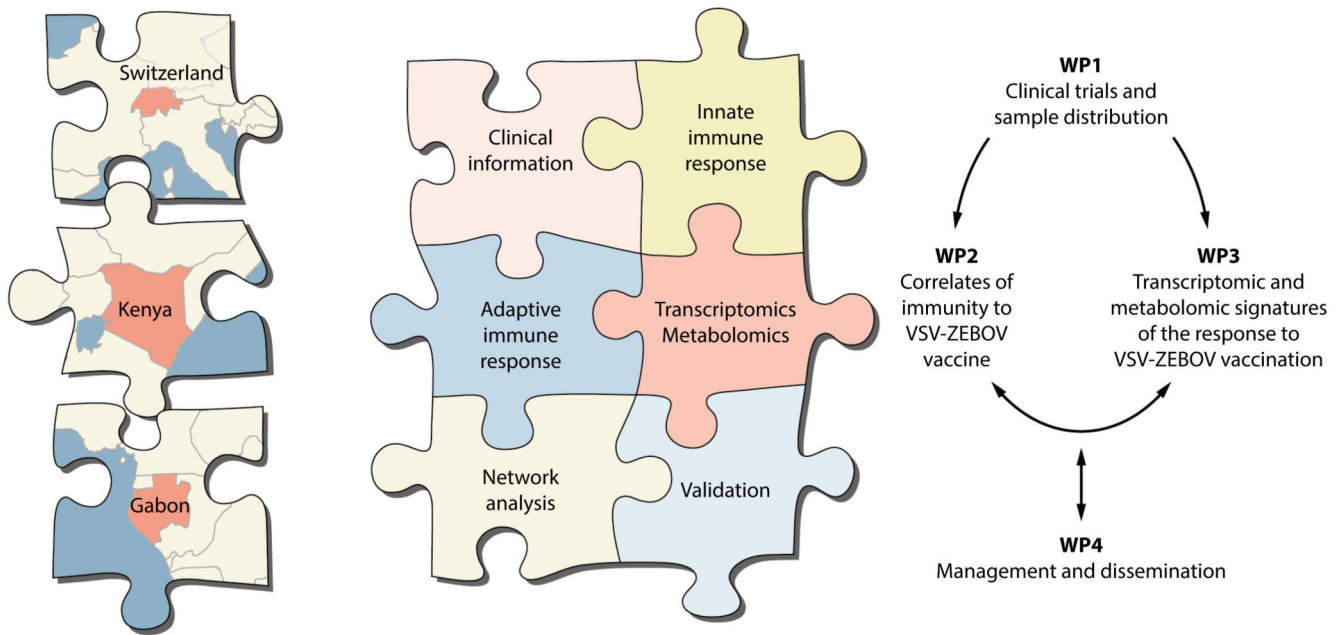 Switzerland
Kenya
Gabon
Clinical
information
Innate
immune
response
Adaptive
immune
response
Transcriptomics
Metabolomics
Network
analysis
Validation
WP1
Clinical trials and
sample distribution
WP2
Correlates of
immunity to
VSV-ZEBOV
vaccine
WP3
Transcriptomic and
metabolomic signatures
of the response to
VSV-ZEBOV vaccination
WP4
Management and dissemination